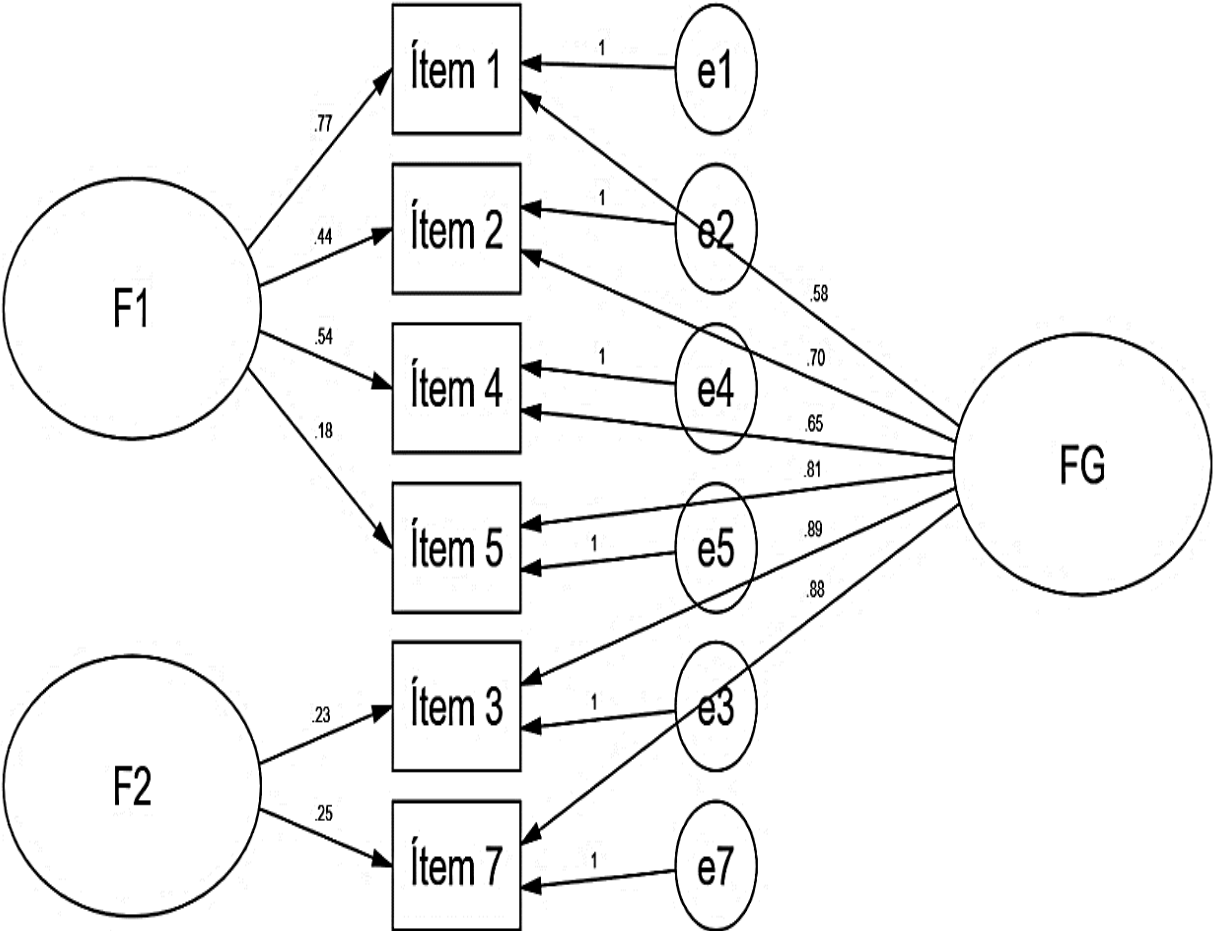 Ítem 1
1
e1
.77
Ítem 2
1
e2
.44
.58
F1
.54
Ítem 4
1
e4
.70
.18
.65
.81
FG
Ítem 5
1
e5
.89
.88
F2
.23
Ítem 3
1
e3
.25
Ítem 7
1
e7